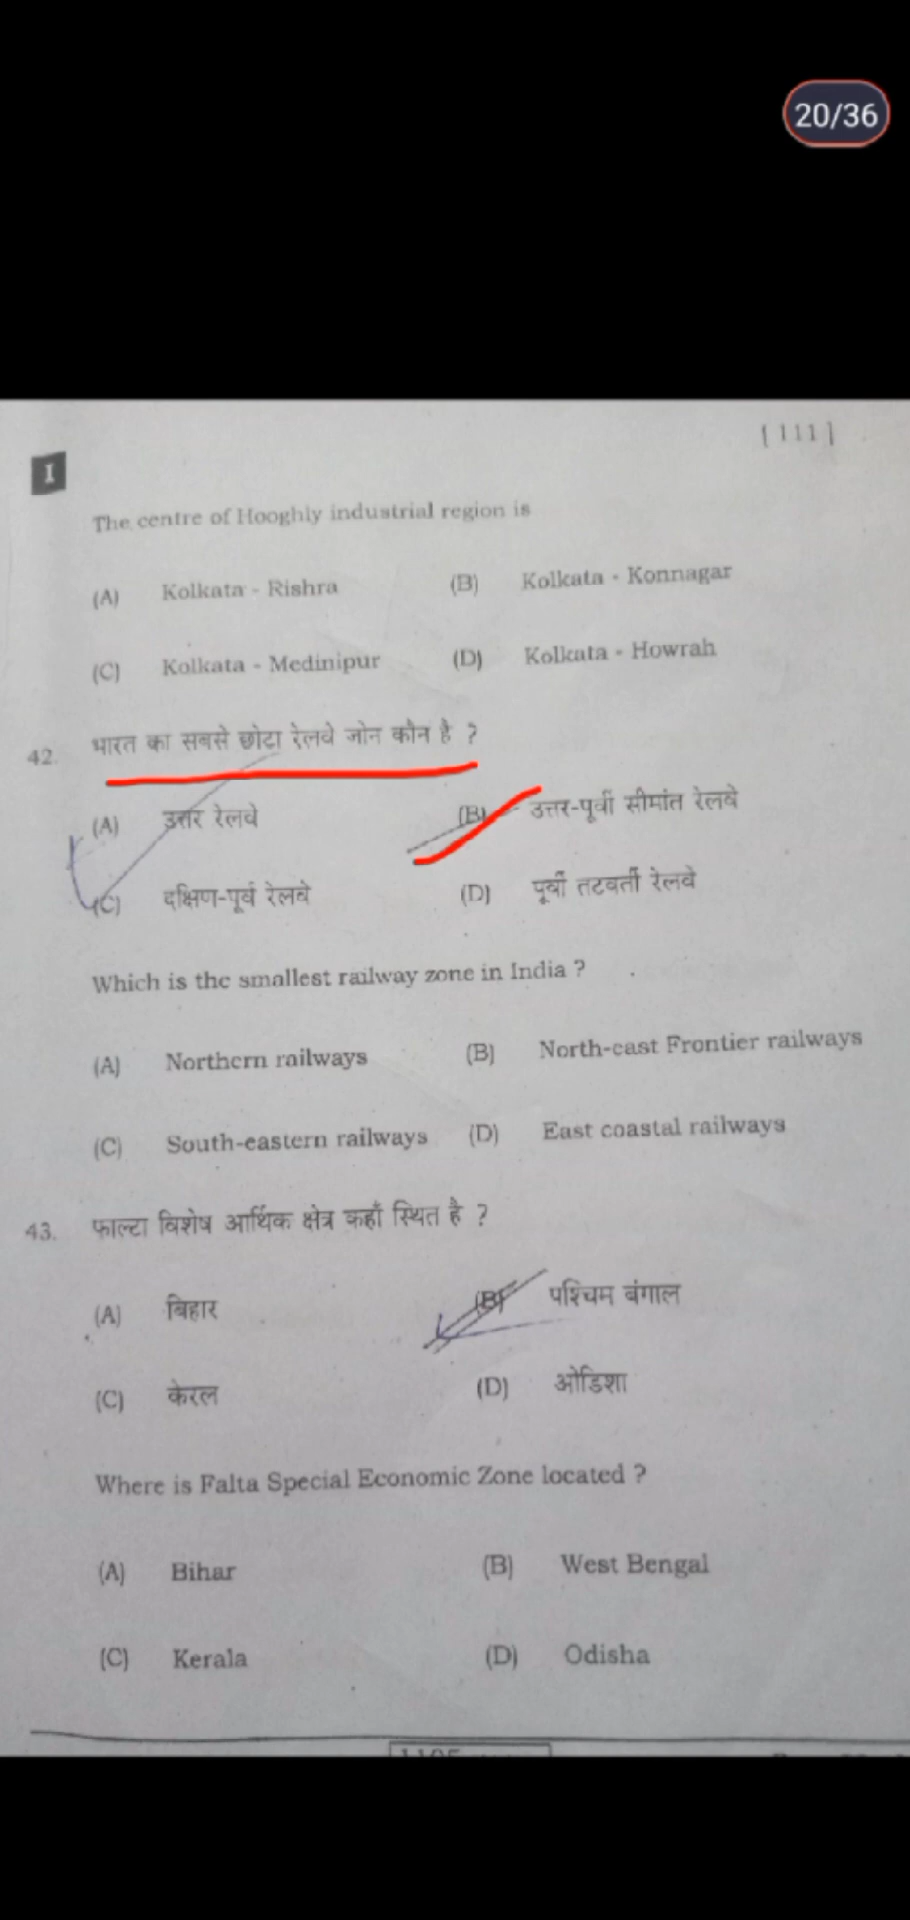 20/36
[ 111 ]
I
The centre of Hooghly industrial region is
(A) Kolkata - Rishra (B) Kolkata - Konnagar
(C) Kolkata - Medinipur (D) Kolkata - Howrah
42. भारत का सबसे छोटा रेलवे जोन कौन है ?
(A) उत्तर रेलवे (B) उत्तर-पूर्वी सीमांत रेलवे
(C) दक्षिण-पूर्व रेलवे (D) पूर्वी तटवर्ती रेलवे
Which is the smallest railway zone in India ?
(A) Northern railways (B) North-east Frontier railways
(C) South-eastern railways (D) East coastal railways
43. फाल्टा विशेष आर्थिक क्षेत्र कहाँ स्थित है ?
(A) बिहार (B) पश्चिम बंगाल
(C) केरल (D) ओडिशा
Where is Falta Special Economic Zone located ?
(A) Bihar (B) West Bengal
(C) Kerala (D) Odisha